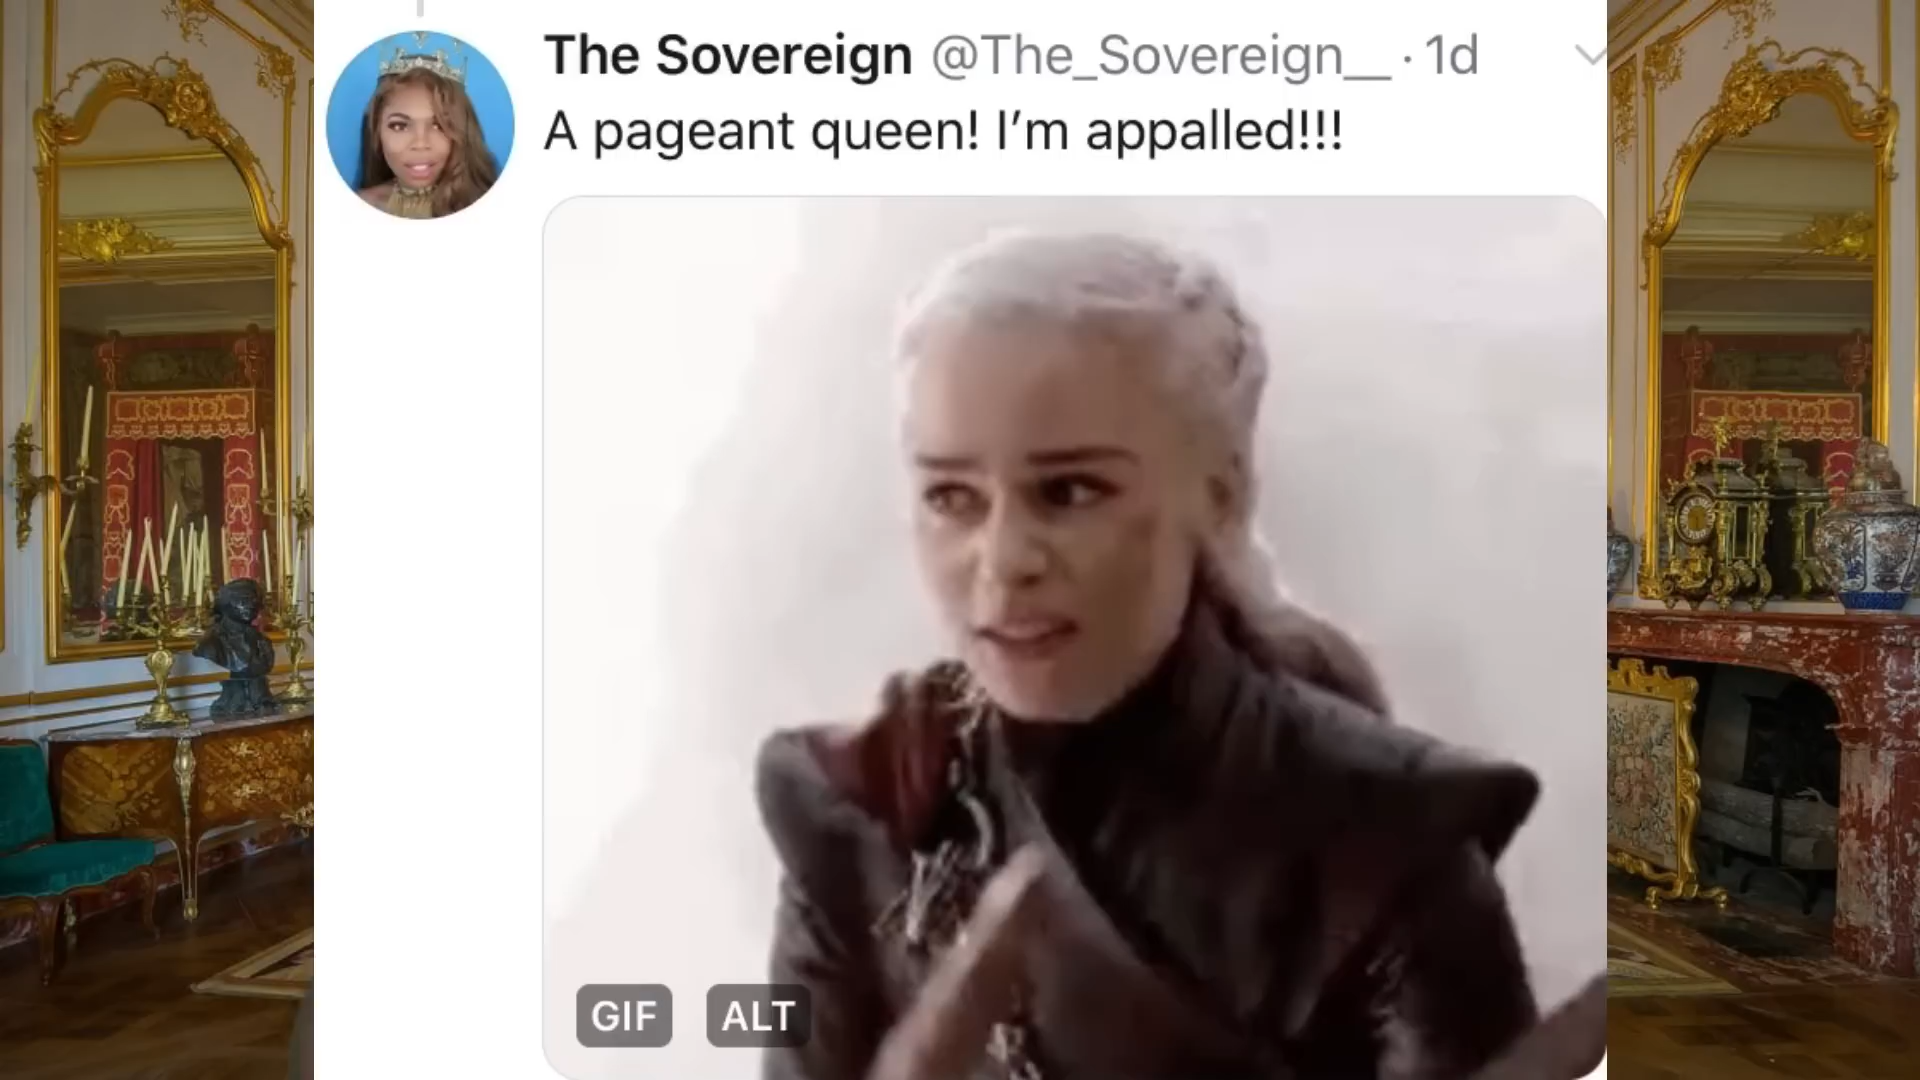 The Sovereign @The_Sovereign__ · 1d
A pageant queen! I’m appalled!!!
GIF ALT